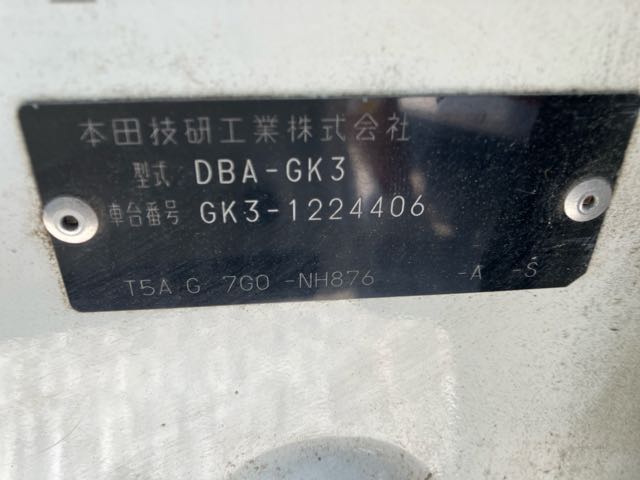 本田技研工業株式会社
型式 DBA-GK3
車台番号 GK3-1224406
T5A G 7G0 -NH876 -A -S